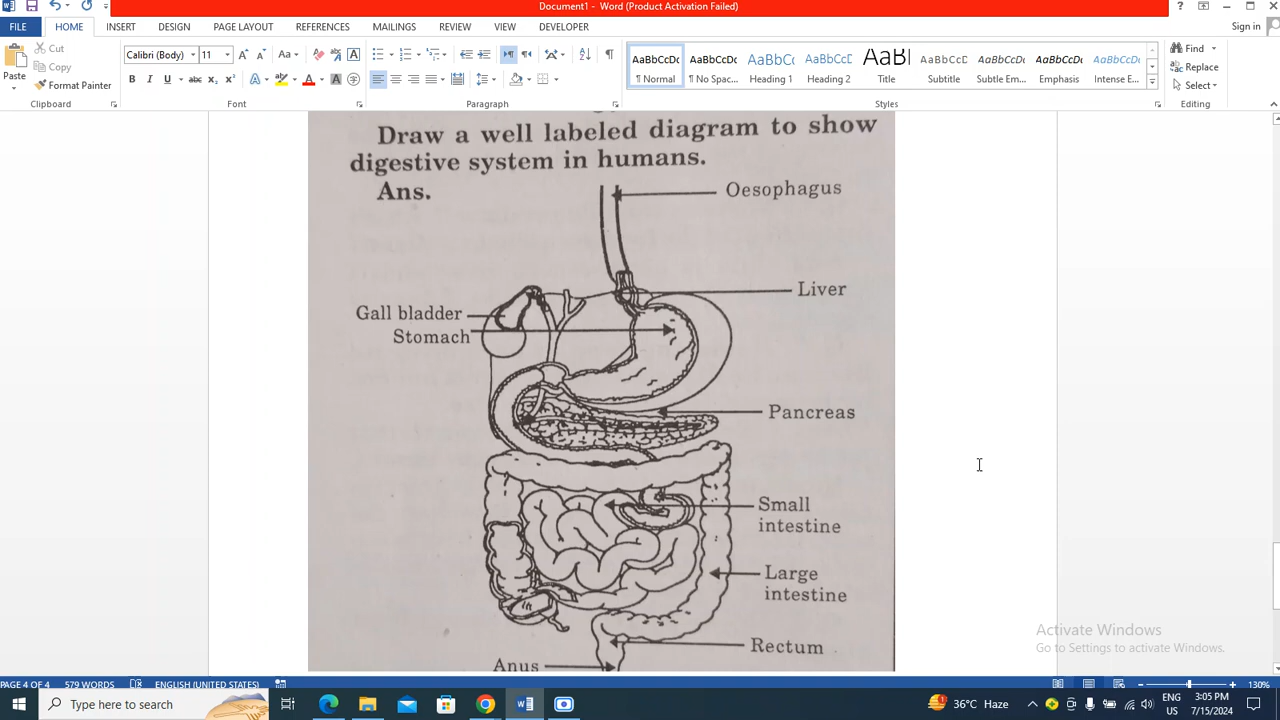 Document1 - Word (Product Activation Failed)
FILE HOME INSERT DESIGN PAGE LAYOUT REFERENCES MAILINGS REVIEW VIEW DEVELOPER Sign in
Paste
Cut
Copy
Format Painter
Clipboard
Calibri (Body) 11
Font
Paragraph
AaBbCcDc AaBbCcDc AaBbC AaBbCcE AaBl AaBbCcD AaBbCcDc AaBbCcDc AaBbCcDc
¶ Normal ¶ No Spac... Heading 1 Heading 2 Title Subtitle Subtle Em... Emphasis Intense E...
Styles
Find
Replace
Select
Editing
Draw a well labeled diagram to show
digestive system in humans.
Ans.
Oesophagus
Liver
Gall bladder
Stomach
Pancreas
Small
intestine
Large
intestine
Rectum
Anus
Activate Windows
Go to Settings to activate Windows.
PAGE 4 OF 4 579 WORDS ENGLISH (UNITED STATES) 130%
Type here to search
36°C Haze
ENG
US
3:05 PM
7/15/2024